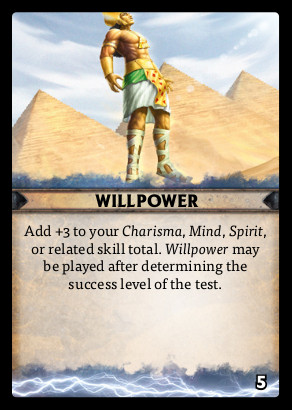 WILLPOWER
Add +3 to your Charisma, Mind, Spirit,
or related skill total. Willpower may
be played after determining the
success level of the test.
5